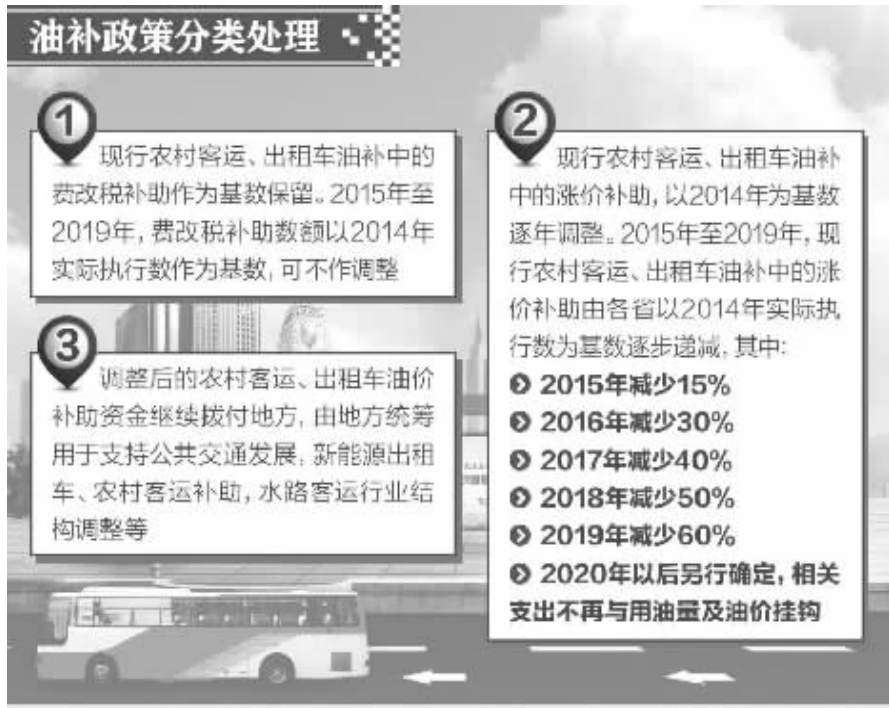 油补政策分类处理
1
现行农村客运、出租车油补中的
费改税补助作为基数保留。2015年至
2019年,费改税补助数额以2014年
实际执行数作为基数,可不作调整
2
现行农村客运、出租车油补
中的涨价补助,以2014年为基数
逐年调整。2015年至2019年,现
行农村客运、出租车油补中的涨
价补助由各省以2014年实际执
行数为基数逐步递减,其中:
2015年减少15%
2016年减少30%
2017年减少40%
2018年减少50%
2019年减少60%
2020年以后另行确定,相关
支出不再与用油量及油价挂钩
3
调整后的农村客运、出租车油价
补助资金继续拨付地方,由地方统筹
用于支持公共交通发展,新能源出租
车、农村客运补助,水路客运行业结
构调整等